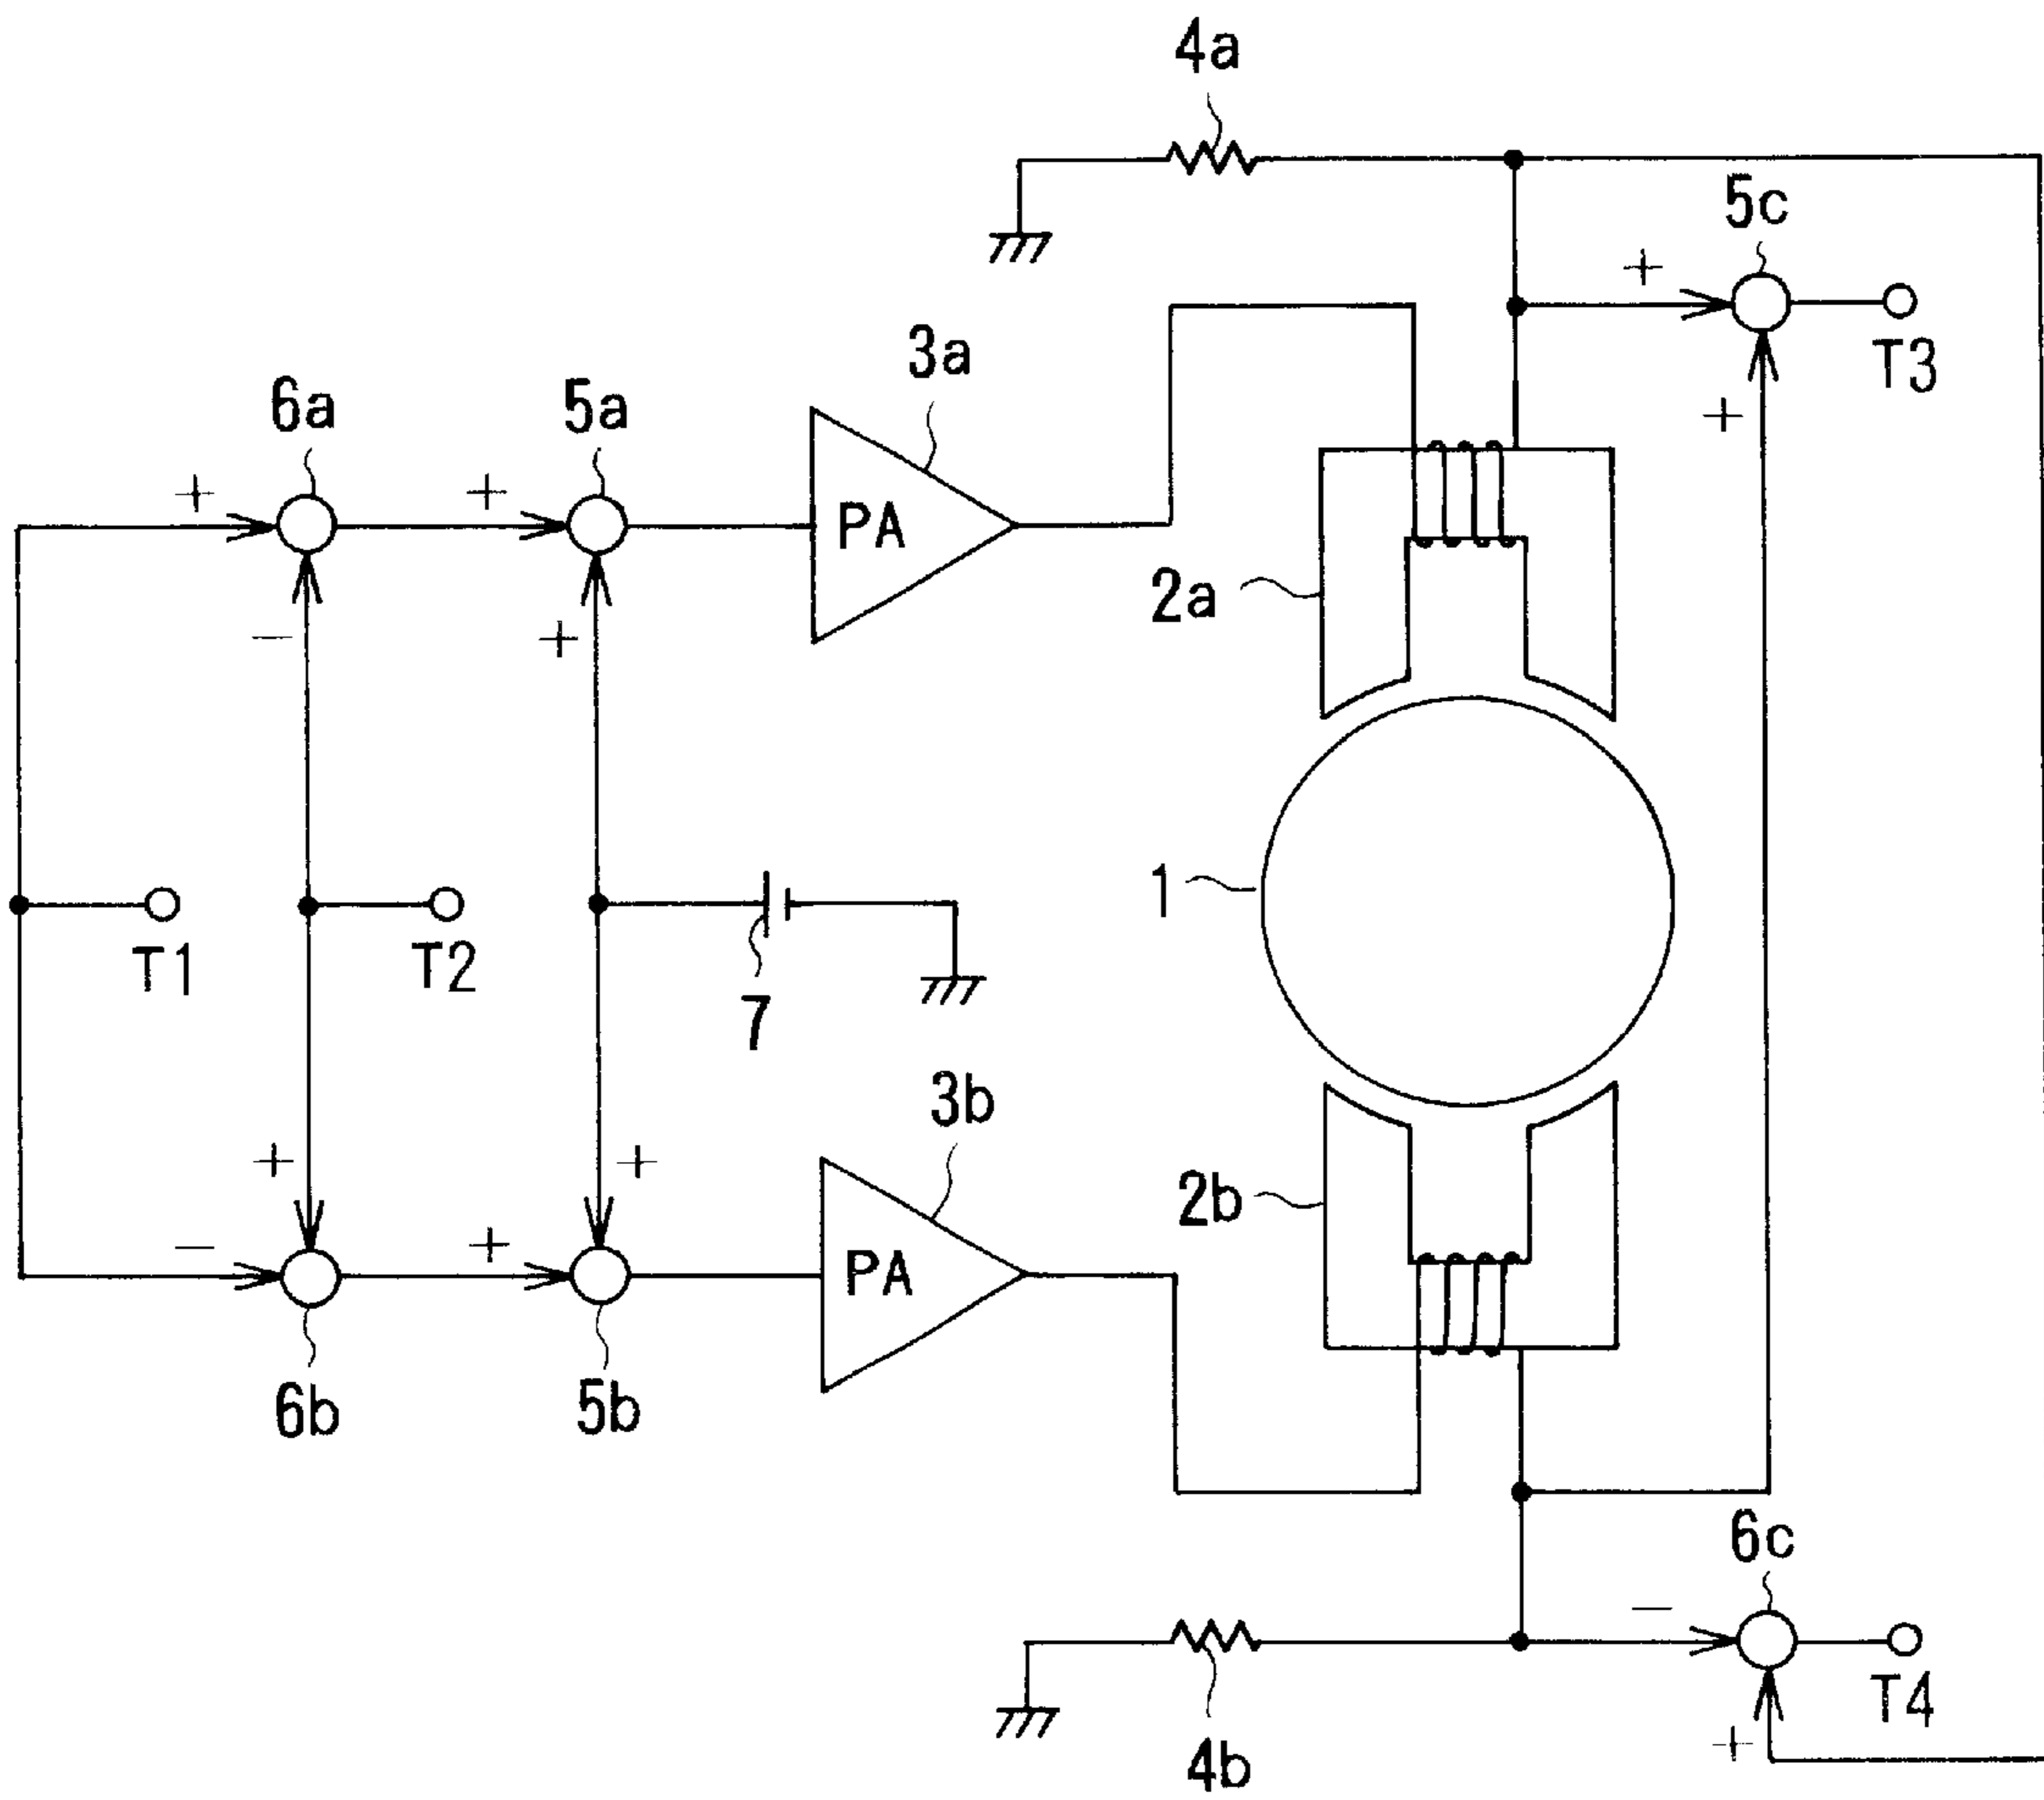 4a
5c
+
3a
T3
6a
5a
+
+
+
PA
2a
−
+
1
T1
T2
7
3b
+
+
2b
−
+
PA
6c
6b
5b
−
T4
+
4b